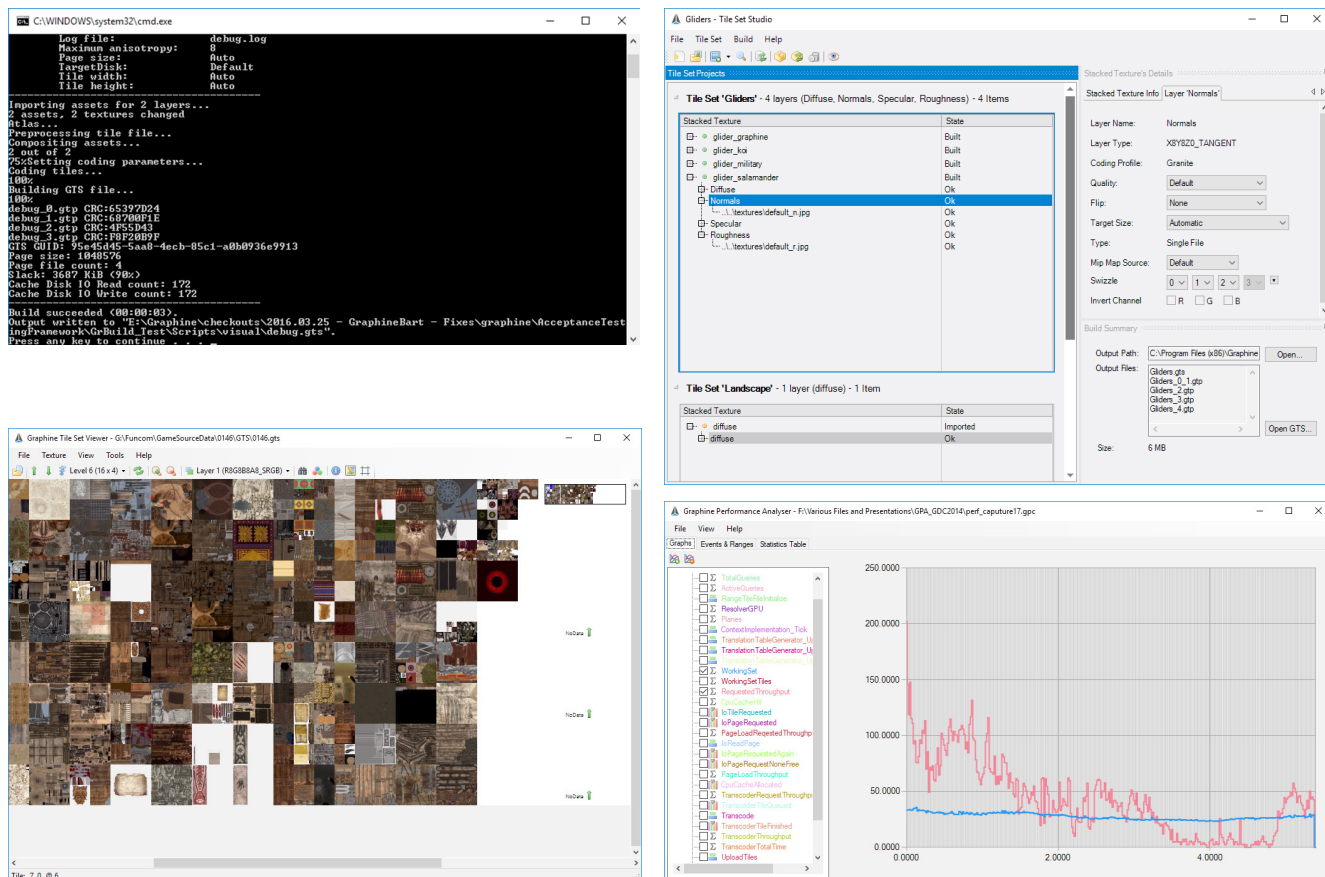 C:\WINDOWS\system32\cmd.exe
Log file: debug.log
Maximum anisotropy: 8
Page size: Auto
TargetDisk: Default
Tile width: Auto
Tile height: Auto
Importing assets for 2 layers...
2 assets, 2 textures changed
Atlas...
Preprocessing tile file...
Compositing assets...
2 out of 2
75%Setting coding parameters...
Coding tiles...
100%
Building GTS file...
100%
debug_0.gtp CRC:65397D24
debug_1.gtp CRC:68700F1E
debug_2.gtp CRC:4F55D43
debug_3.gtp CRC:F8F20B9F
GTS GUID: 95e45d45-5aa8-4ecb-85c1-a0b0936e9913
Page size: 1048576
Page file count: 4
Slack: 3687 KiB (90%)
Cache Disk IO Read count: 172
Cache Disk IO Write count: 172
Build succeeded (00:00:03).
Output written to "E:\Graphine\checkouts\2016.03.25 - GraphineBart - Fixes\graphine\AcceptanceTest
ingFramework\GrBuild_Test\Scripts\visual\debug.gts".
Press any key to continue . . . _
Gliders - Tile Set Studio
File Tile Set Build Help
Tile Set Projects
Tile Set 'Gliders' - 4 layers (Diffuse, Normals, Specular, Roughness) - 4 Items
Stacked Texture State
glider_graphine Built
glider_koi Built
glider_military Built
glider_salamander Built
Diffuse Ok
Normals Ok
..\..\textures\default_n.jpg Ok
Specular Ok
Roughness Ok
..\..\textures\default_r.jpg Ok
Tile Set 'Landscape' - 1 layer (diffuse) - 1 Item
Stacked Texture State
diffuse Imported
diffuse Ok
Stacked Texture's Details
Stacked Texture Info Layer 'Normals'
Layer Name: Normals
Layer Type: X8Y8Z0_TANGENT
Coding Profile: Granite
Quality: Default
Flip: None
Target Size: Automatic
Type: Single File
Mip Map Source: Default
Swizzle 0 1 2 3
Invert Channel R G B
Build Summary
Output Path: C:\Program Files (x86)\Graphine Open...
Output Files: Gliders.gts
Gliders_0_1.gtp
Gliders_2.gtp
Gliders_3.gtp
Gliders_4.gtp
Open GTS...
Size: 6 MB
Graphine Tile Set Viewer - G:\Funcom\GameSourceData\0146\GTS\0146.gts
File Texture View Tools Help
Level 6 (16 x 4) Layer 1 (R8G8B8A8_SRGB)
NoData
NoData
NoData
Tile: 7, 0, @ 6
Graphine Performance Analyser - F:\Various Files and Presentations\GPA_GDC2014\perf_caputure17.gpc
File View Help
Graphs Events & Ranges Statistics Table
TotalQueries
ActiveQueries
RangeTileFileInitialize
ResolverGPU
Planes
ContextImplementation_Tick
TranslationTableGenerator_Up
TranslationTableGenerator_Up
TranslationTableGenerator_Up
WorkingSet
WorkingSetTiles
RequestedThroughput
CpuCacheHit
IoTileRequested
IoPageRequested
PageLoadReqestedThroughp
IoReadPage
IoPageRequestedAgain
IoPageRequestNoneFree
PageLoadThroughput
CpuCacheAllocated
TranscoderRequestThroughpu
TranscoderTileQueued
Transcode
TranscoderTileFinished
TranscoderThroughput
TranscoderTotalTime
UploadTiles
250.0000
200.0000
150.0000
100.0000
50.0000
0.0000
0.0000 2.0000 4.0000